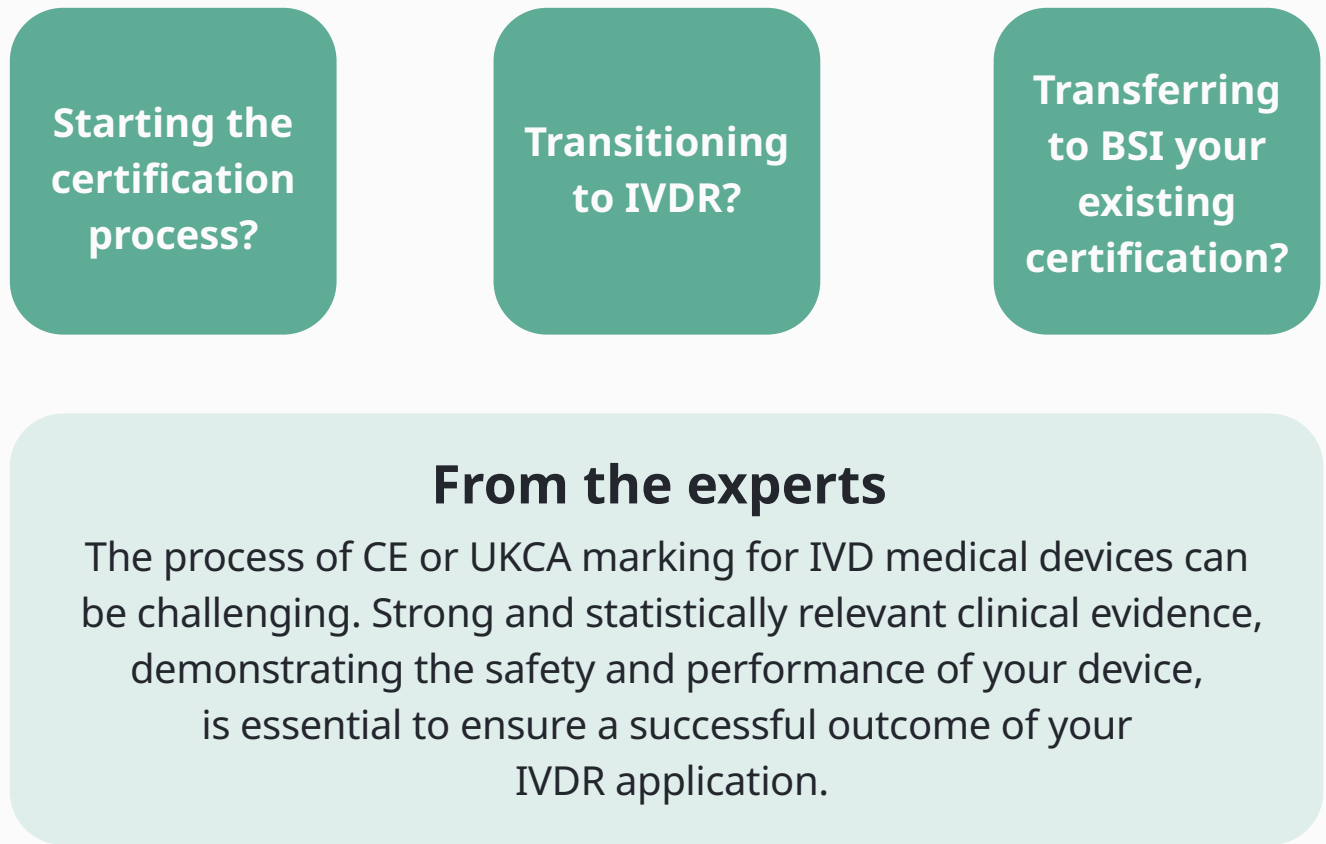 Starting the
certification
process?
Transitioning
to IVDR?
Transferring
to BSI your
existing
certification?
From the experts
The process of CE or UKCA marking for IVD medical devices can
be challenging. Strong and statistically relevant clinical evidence,
demonstrating the safety and performance of your device,
is essential to ensure a successful outcome of your
IVDR application.